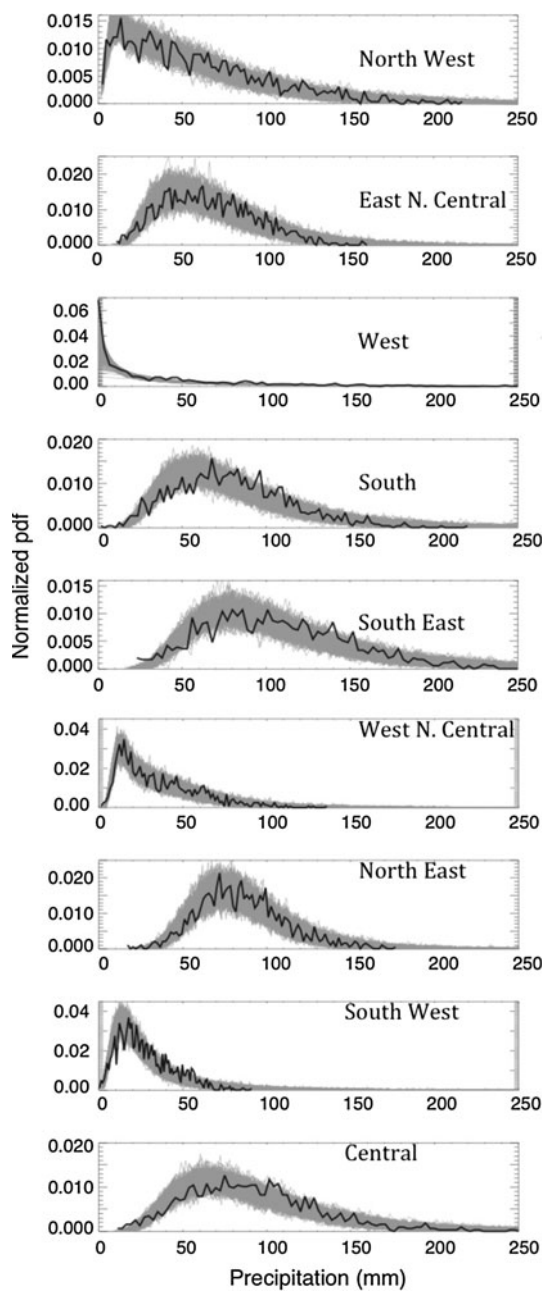 0.015
0.010
0.005
0.000
North West
0 50 100 150 200 250
0.020
0.010
0.000
East N. Central
0 50 100 150 200 250
0.06
0.04
0.02
0.00
West
0 50 100 150 200 250
0.020
0.010
0.000
South
0 50 100 150 200 250
0.015
0.010
0.005
0.000
South East
0 50 100 150 200 250
0.04
0.02
0.00
West N. Central
0 50 100 150 200 250
0.020
0.010
0.000
North East
0 50 100 150 200 250
0.04
0.02
0.00
South West
0 50 100 150 200 250
0.020
0.010
0.000
Central
0 50 100 150 200 250
Normalized pdf
Precipitation (mm)